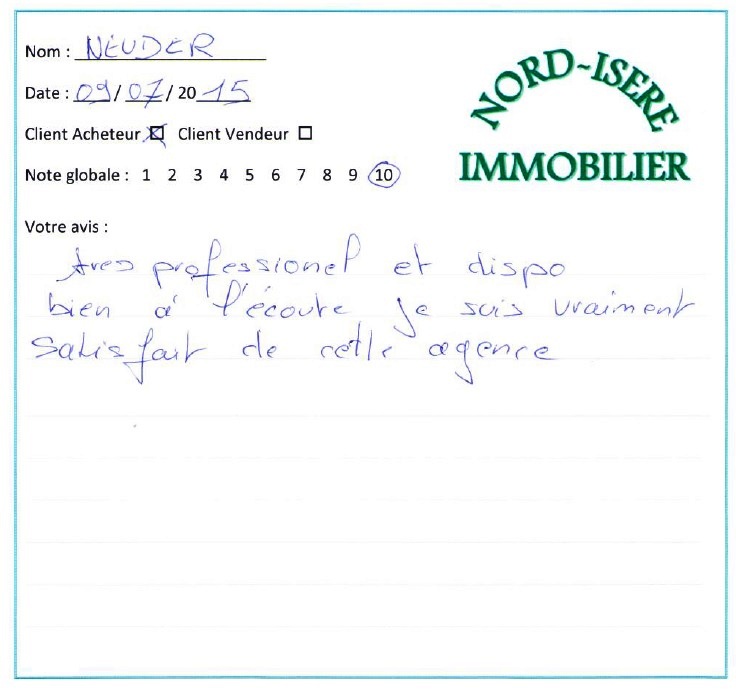 Nom : NEUDER
Date : 09/07/2015
NORD-ISERE
IMMOBILIER
Client Acheteur ☒ Client Vendeur ☐
Note globale : 1 2 3 4 5 6 7 8 9 10
Votre avis :
tres professionel et dispo
bien à l'écoute je suis vraiment
satisfait de cette agence